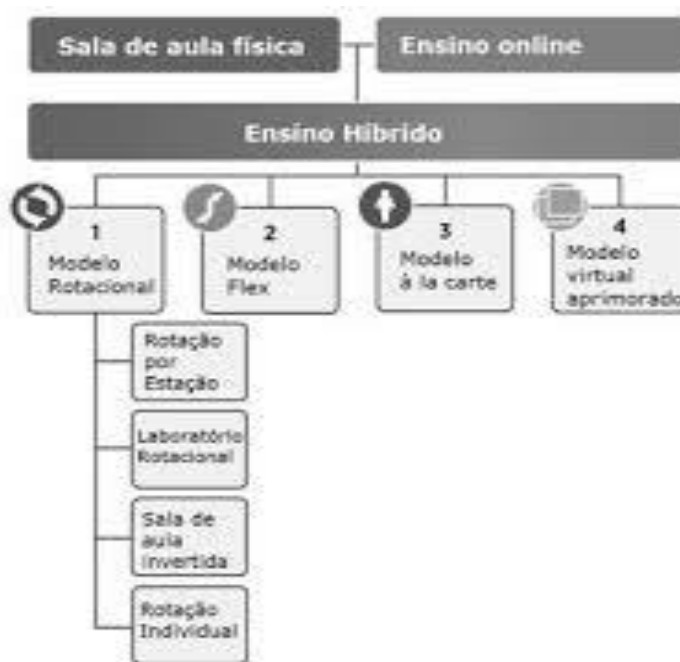 Sala de aula física
Ensino online
Ensino Híbrido
1
Modelo
Rotacional
2
Modelo
Flex
3
Modelo
à la carte
4
Modelo
virtual
aprimorado
Rotação
por
Estação
Laboratório
Rotacional
Sala de
aula
invertida
Rotação
Individual